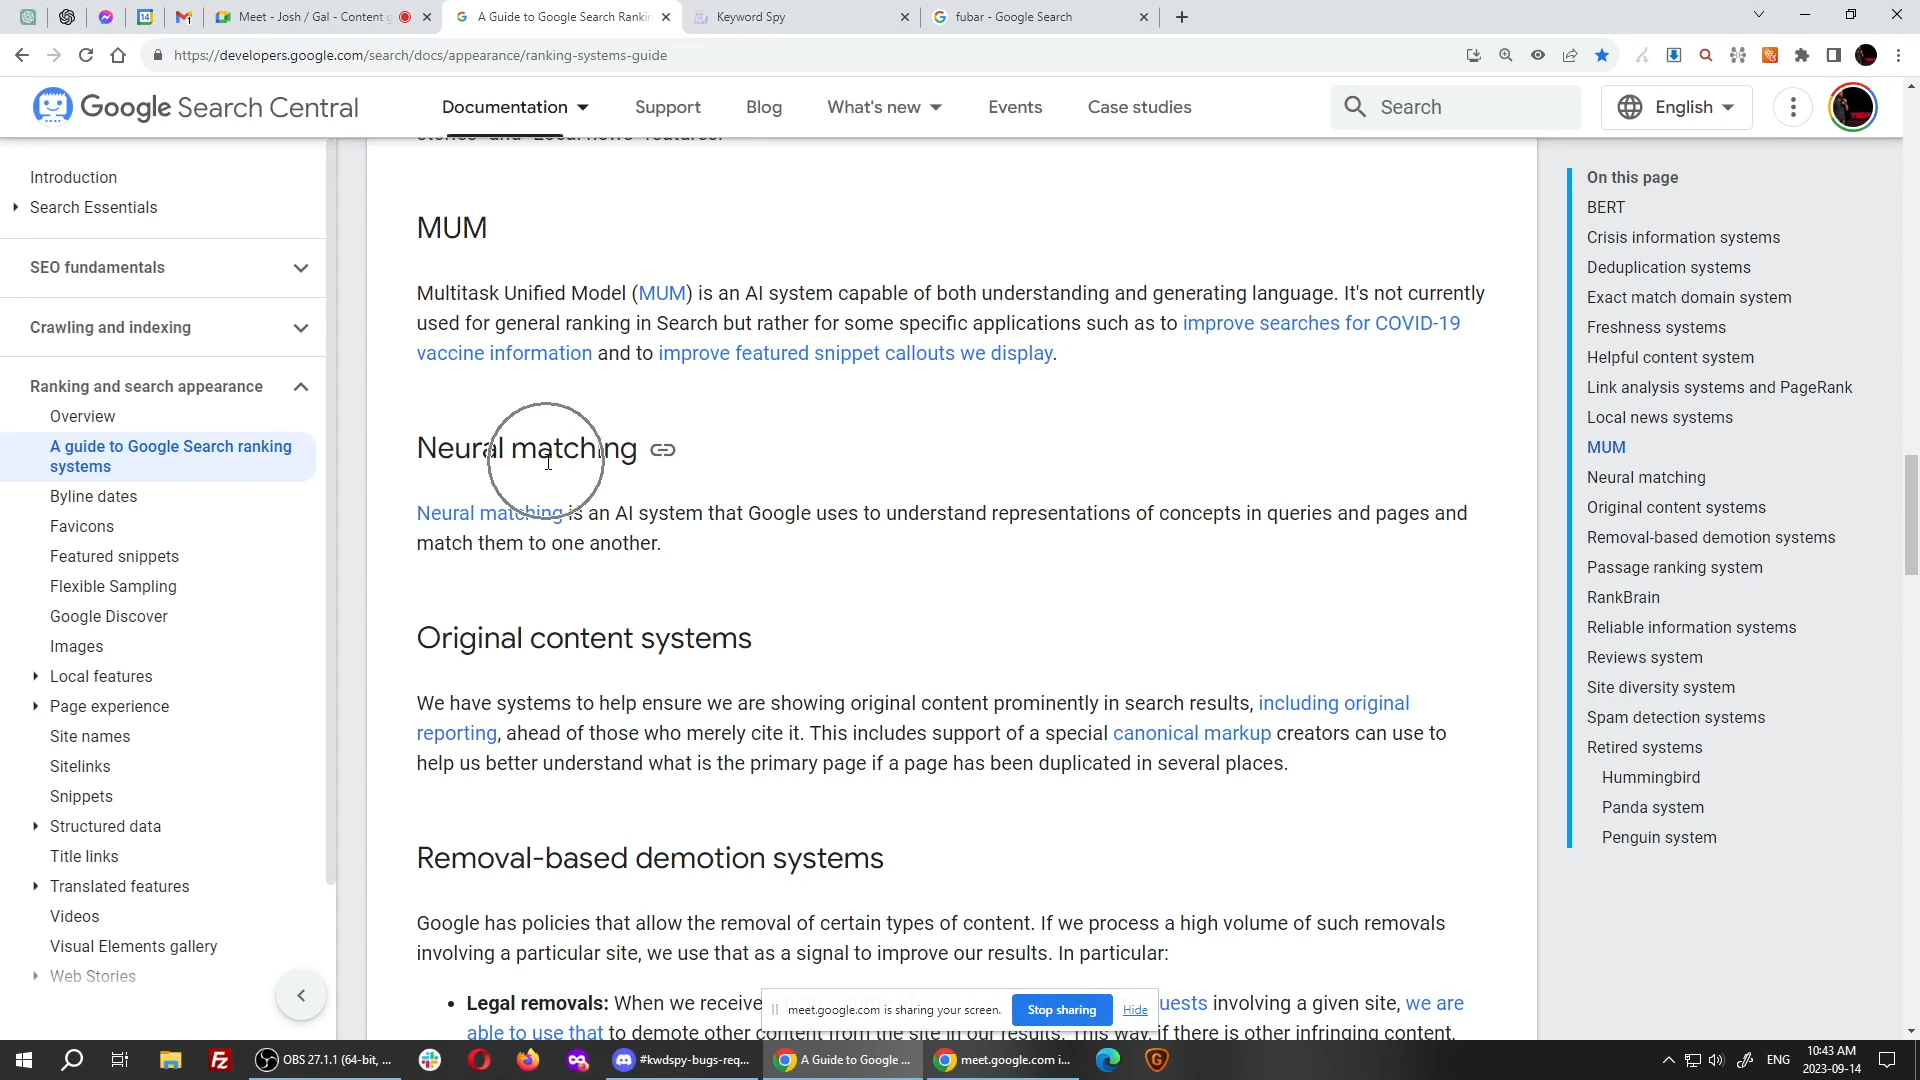 Meet - Josh / Gal - Content g
A Guide to Google Search Rankin
Keyword Spy
fubar - Google Search
https://developers.google.com/search/docs/appearance/ranking-systems-guide
Google Search Central
Documentation
Support
Blog
What's new
Events
Case studies
Search
English
Introduction
Search Essentials
SEO fundamentals
Crawling and indexing
Ranking and search appearance
Overview
A guide to Google Search ranking
systems
Byline dates
Favicons
Featured snippets
Flexible Sampling
Google Discover
Images
Local features
Page experience
Site names
Sitelinks
Snippets
Structured data
Title links
Translated features
Videos
Visual Elements gallery
Web Stories
MUM
Multitask Unified Model (MUM) is an AI system capable of both understanding and generating language. It's not currently
used for general ranking in Search but rather for some specific applications such as to improve searches for COVID-19
vaccine information and to improve featured snippet callouts we display.
Neural matching
Neural matching is an AI system that Google uses to understand representations of concepts in queries and pages and
match them to one another.
Original content systems
We have systems to help ensure we are showing original content prominently in search results, including original
reporting, ahead of those who merely cite it. This includes support of a special canonical markup creators can use to
help us better understand what is the primary page if a page has been duplicated in several places.
Removal-based demotion systems
Google has policies that allow the removal of certain types of content. If we process a high volume of such removals
involving a particular site, we use that as a signal to improve our results. In particular:
• Legal removals: When we receive uests involving a given site, we are
able to use that to demote other content from the site in our results. This way, if there is other infringing content,
On this page
BERT
Crisis information systems
Deduplication systems
Exact match domain system
Freshness systems
Helpful content system
Link analysis systems and PageRank
Local news systems
MUM
Neural matching
Original content systems
Removal-based demotion systems
Passage ranking system
RankBrain
Reliable information systems
Reviews system
Site diversity system
Spam detection systems
Retired systems
Hummingbird
Panda system
Penguin system
meet.google.com is sharing your screen.
Stop sharing
Hide
OBS 27.1.1 (64-bit, ...
#kwdspy-bugs-req...
A Guide to Google ...
meet.google.com i...
ENG
10:43 AM
2023-09-14